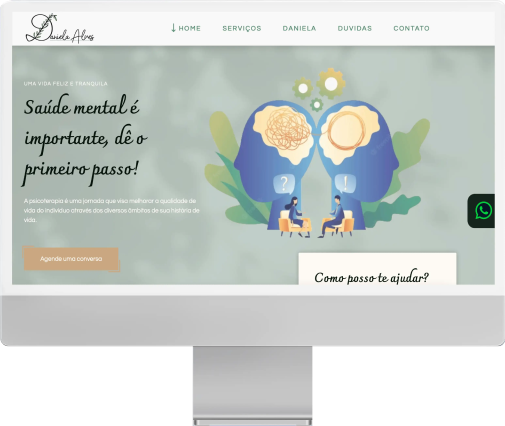 Daniela Alves
HOME SERVIÇOS DANIELA DUVIDAS CONTATO
UMA VIDA FELIZ E TRANQUILA
Saúde mental é
importante, dê o
primeiro passo!
A psicoterapia é uma jornada que visa melhorar a qualidade de
vida do indivíduo através dos diversos âmbitos de sua história de
vida.
? !
Agende uma conversa
Como posso te ajudar?